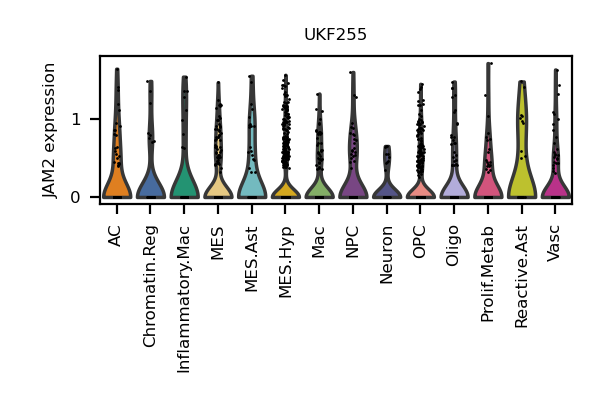 UKF255
JAM2 expression
1
0
AC
Chromatin.Reg
Inflammatory.Mac
MES
MES.Ast
MES.Hyp
Mac
NPC
Neuron
OPC
Oligo
Prolif.Metab
Reactive.Ast
Vasc